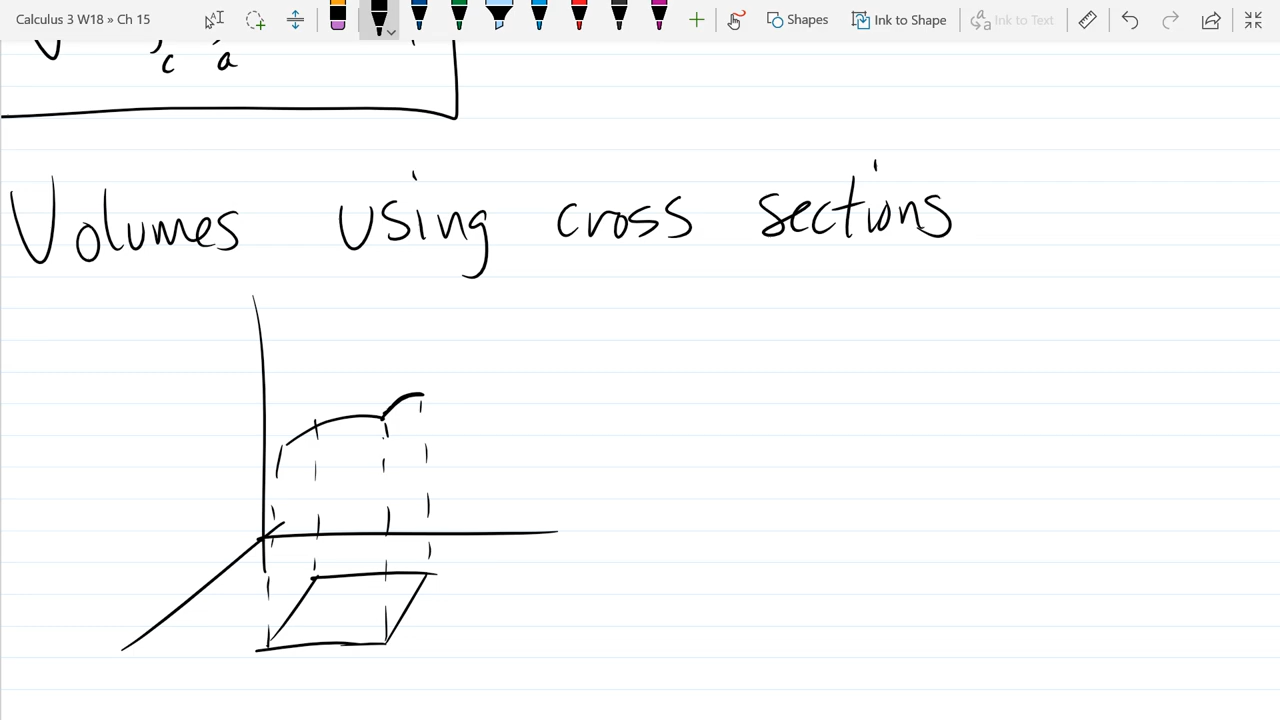 Calculus 3 W18 » Ch 15
Shapes
Ink to Shape
Ink to Text
c a
Volumes using cross sections